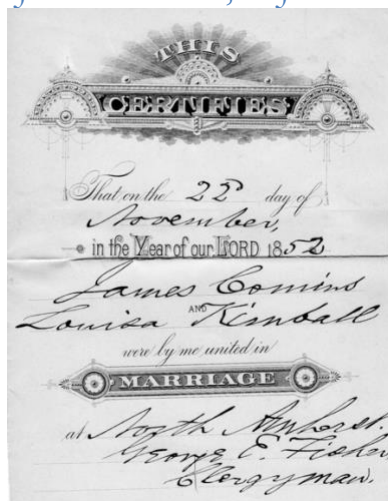 THIS
CERTIFIES
That on the 22d day of
November,
in the Year of our LORD 1852
James Comins
AND
Louisa Kimball
were by me united in
MARRIAGE
at North Amherst.
George E. Fisher
Clergyman.